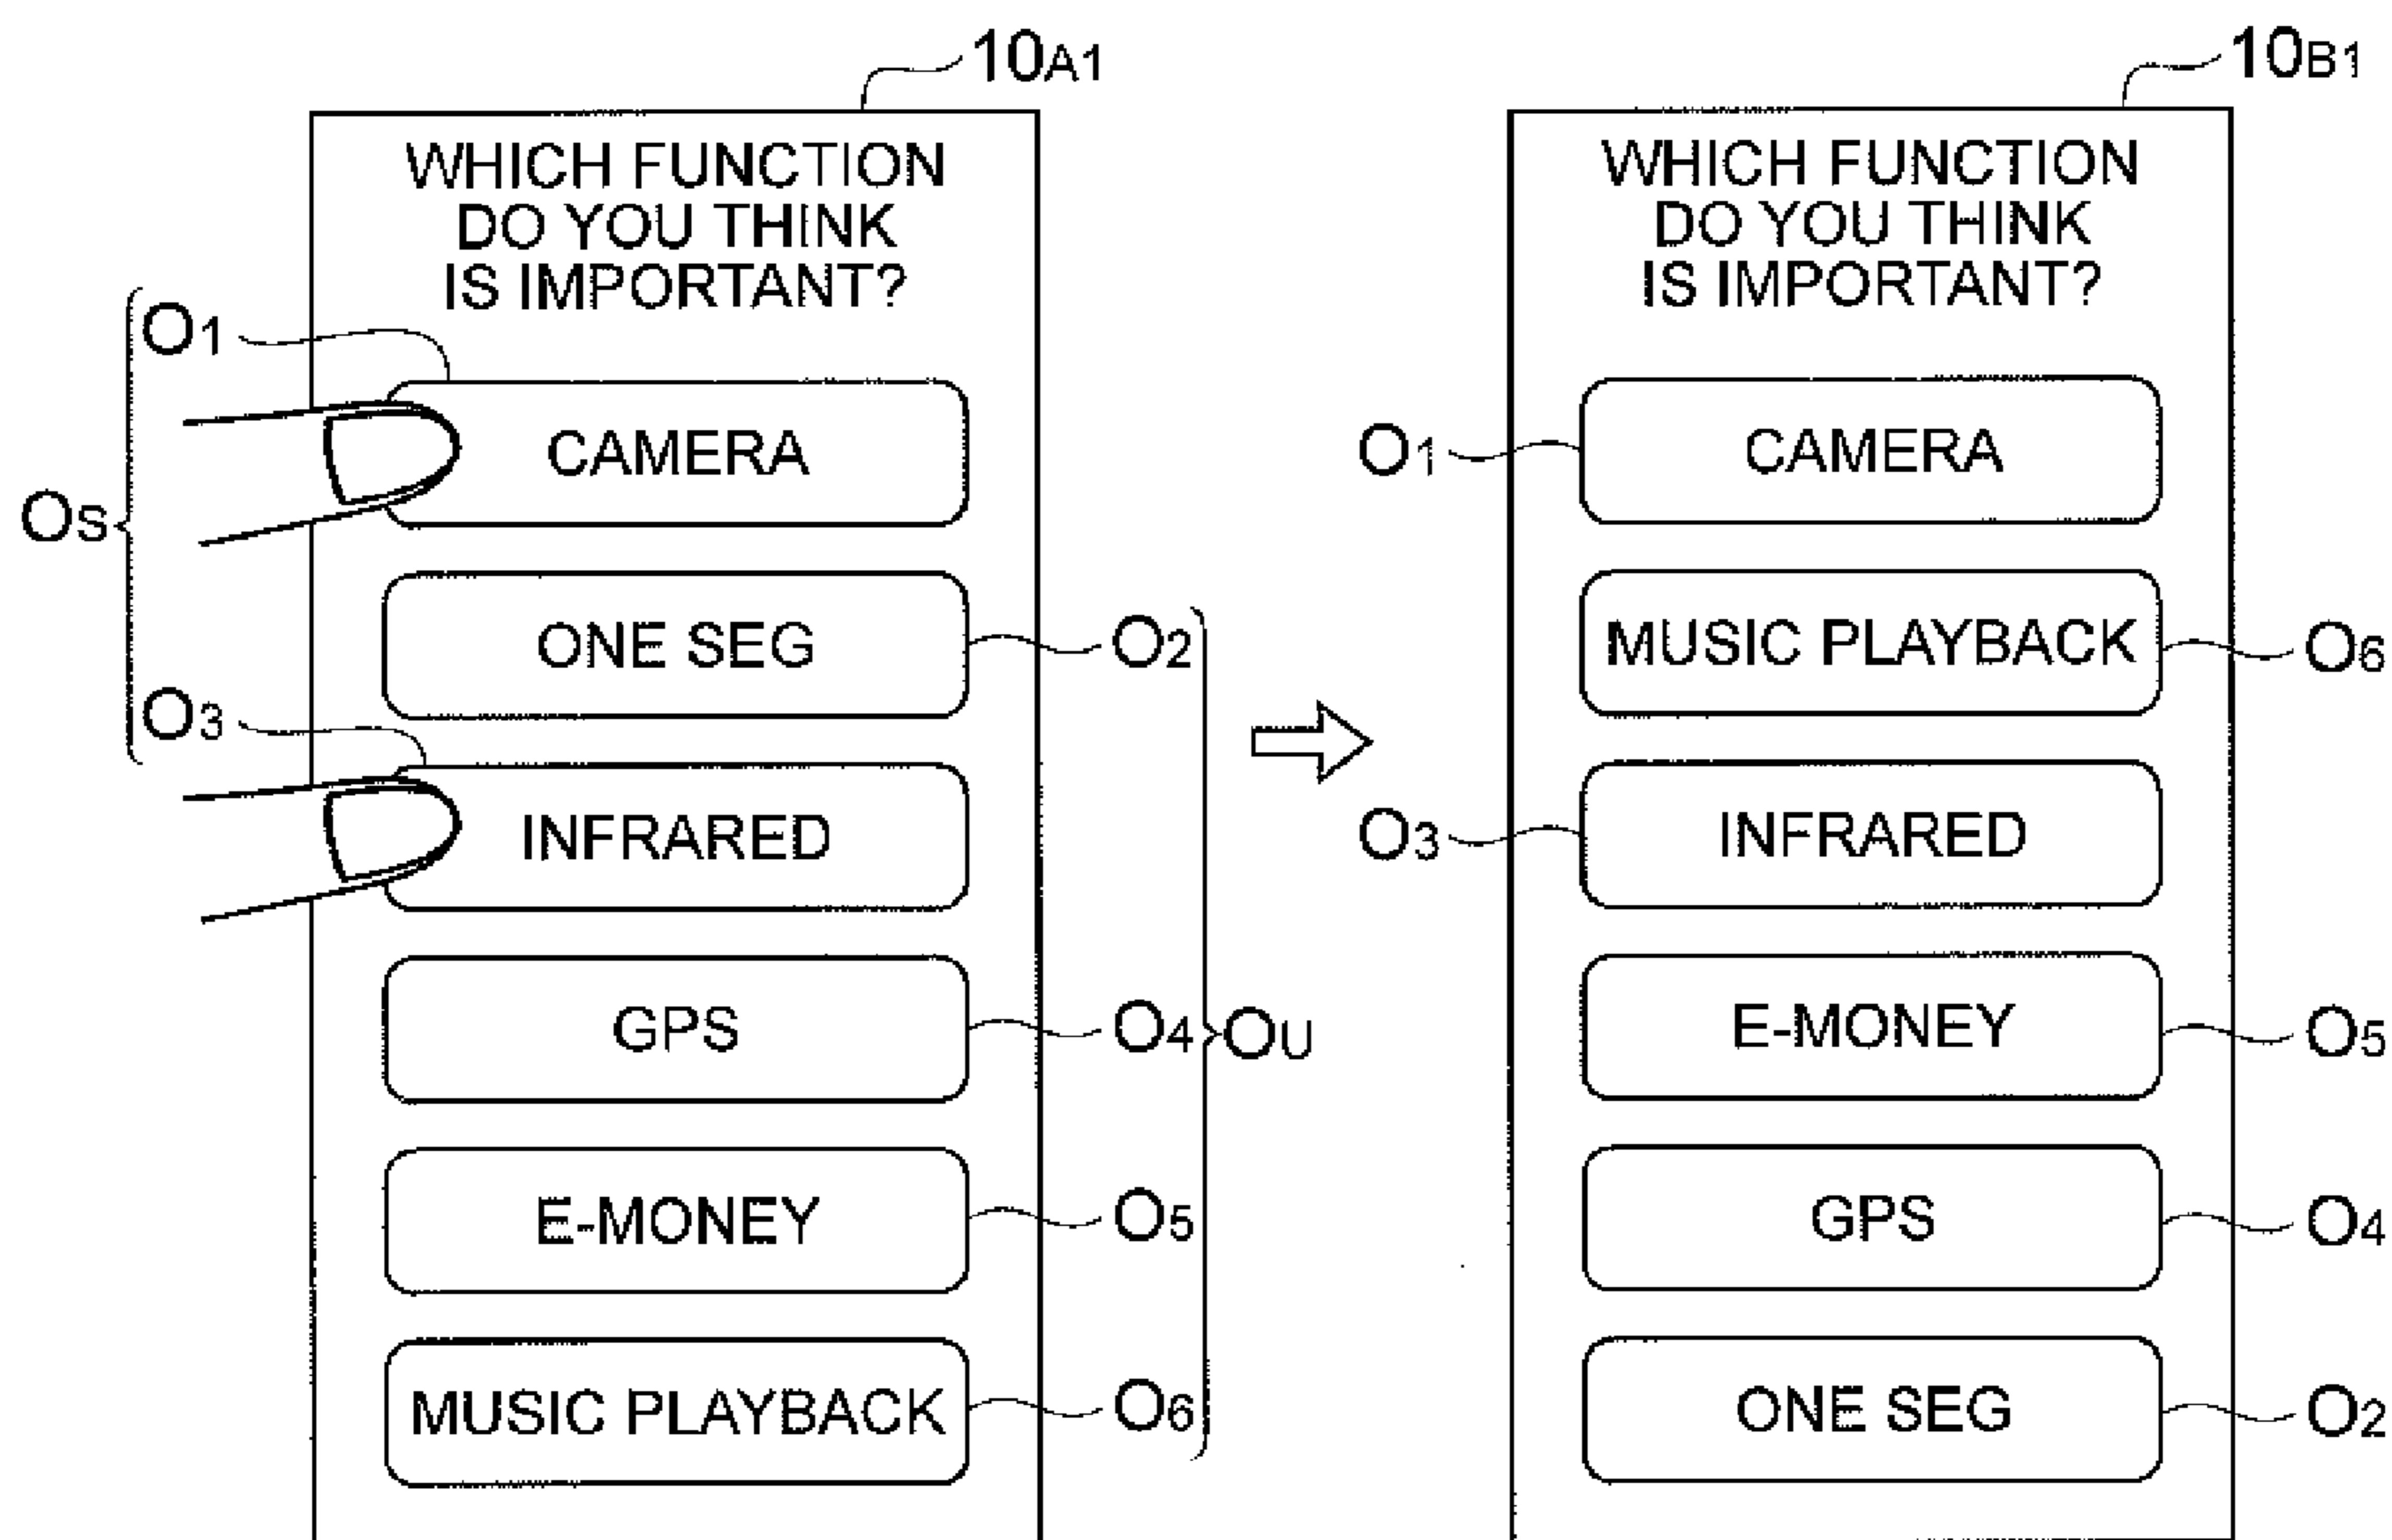 10A1
WHICH FUNCTION
DO YOU THINK
IS IMPORTANT?
OS
O1
CAMERA
ONE SEG
O2
O3
INFRARED
GPS
O4
OU
E-MONEY
O5
MUSIC PLAYBACK
O6
10B1
WHICH FUNCTION
DO YOU THINK
IS IMPORTANT?
O1
CAMERA
MUSIC PLAYBACK
O6
O3
INFRARED
E-MONEY
O5
GPS
O4
ONE SEG
O2